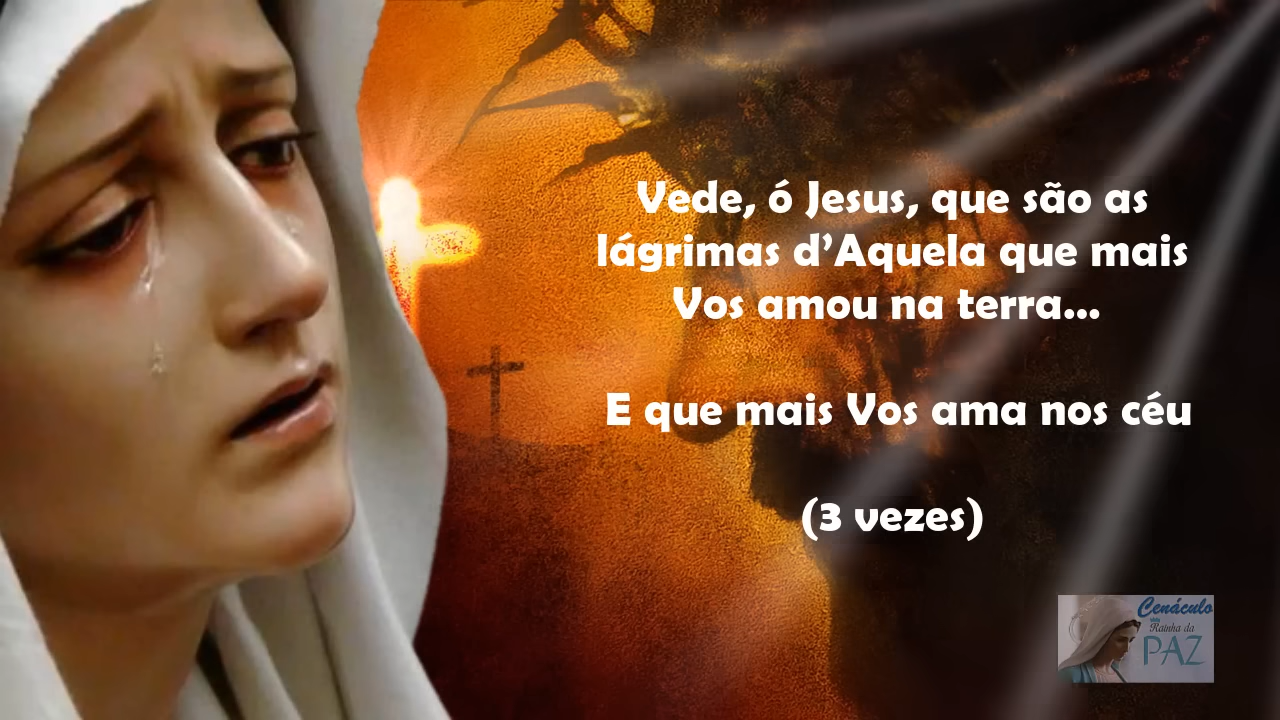 Vede, ó Jesus, que são as
lágrimas d’Aquela que mais
Vos amou na terra...
E que mais Vos ama nos céu
(3 vezes)
Cenáculo
Rainha da
PAZ